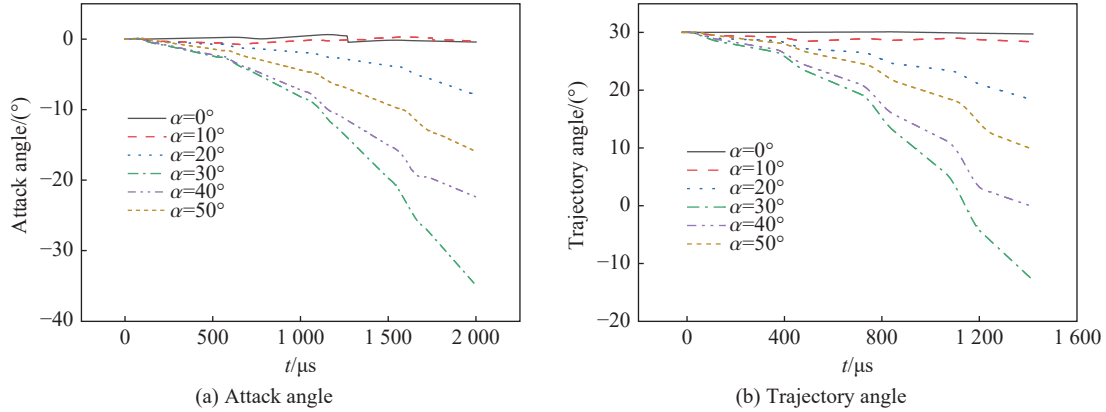 0
−10
−20
−30
−40
Attack angle/(°)
α=0°
α=10°
α=20°
α=30°
α=40°
α=50°
0
500
1 000
1 500
2 000
t/μs
(a) Attack angle
30
20
10
0
−10
−20
Trajectory angle/(°)
α=0°
α=10°
α=20°
α=30°
α=40°
α=50°
0
400
800
1 200
1 600
t/μs
(b) Trajectory angle